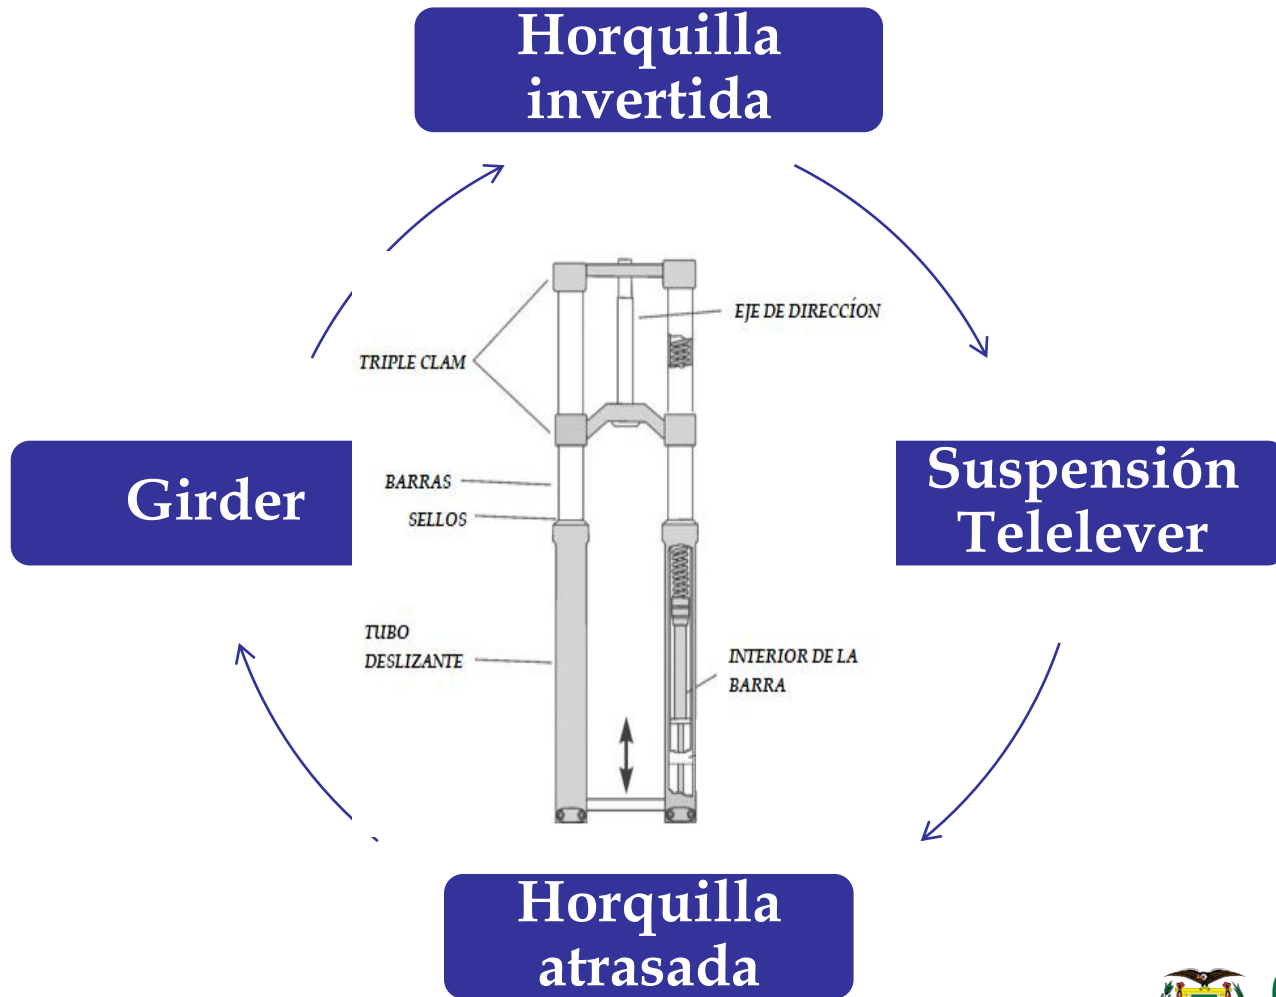 Horquilla
invertida
EJE DE DIRECCÍON
TRIPLE CLAM
Girder
BARRAS
SELLOS
Suspensión
Telelever
TUBO
DESLIZANTE
INTERIOR DE LA
BARRA
Horquilla
atrasada